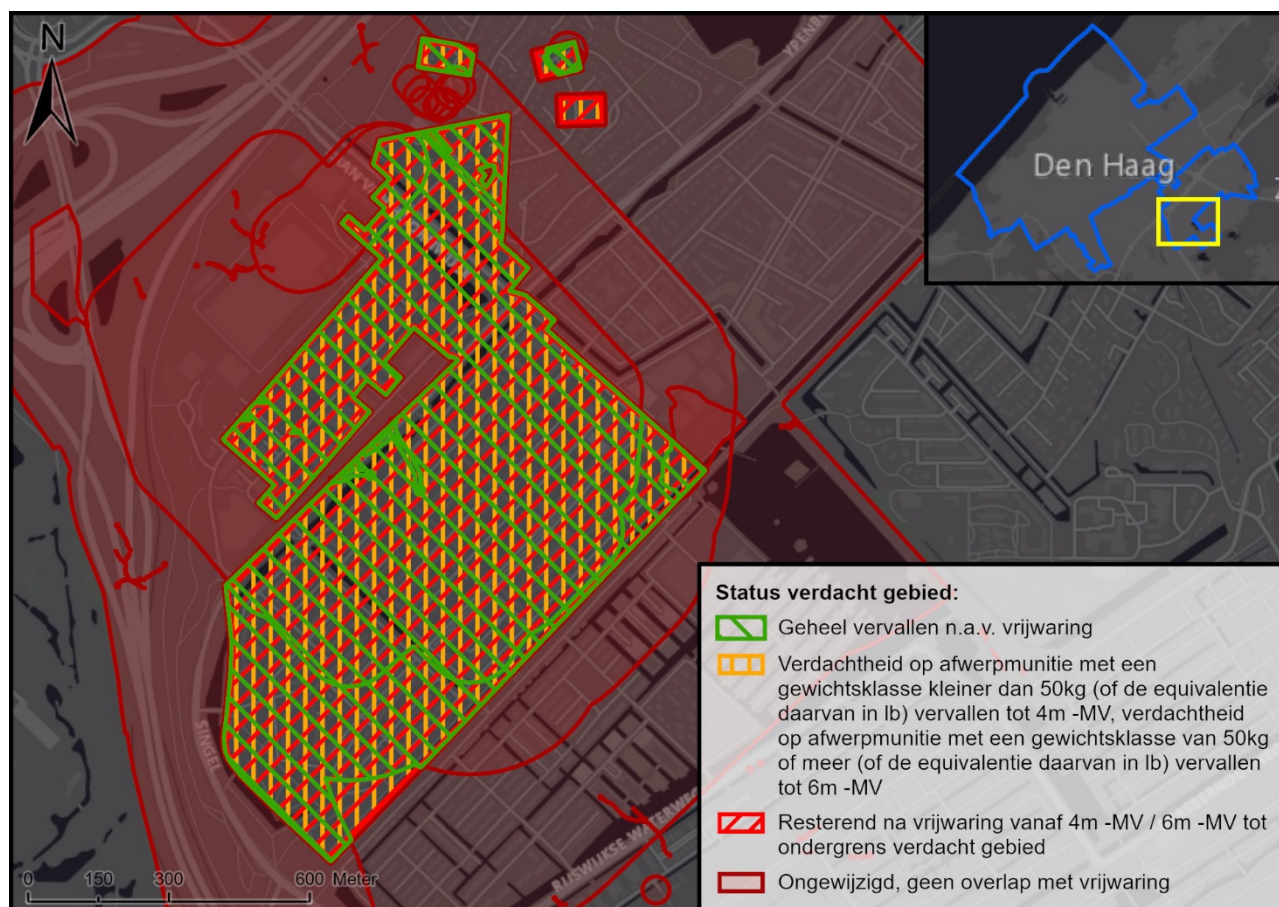 N
YPENBURG
Den Haag
Status verdacht gebied:
Geheel vervallen n.a.v. vrijwaring
Verdachtheid op afwerpmunitie met een
gewichtsklasse kleiner dan 50kg (of de equivalentie
daarvan in lb) vervallen tot 4m -MV, verdachtheid
op afwerpmunitie met een gewichtsklasse van 50kg
of meer (of de equivalentie daarvan in lb) vervallen
tot 6m -MV
Resterend na vrijwaring vanaf 4m -MV / 6m -MV tot
ondergrens verdacht gebied
Ongewijzigd, geen overlap met vrijwaring
SINGEL
RIJSWIJKSE WATERWEG
0 150 300 600 Meter